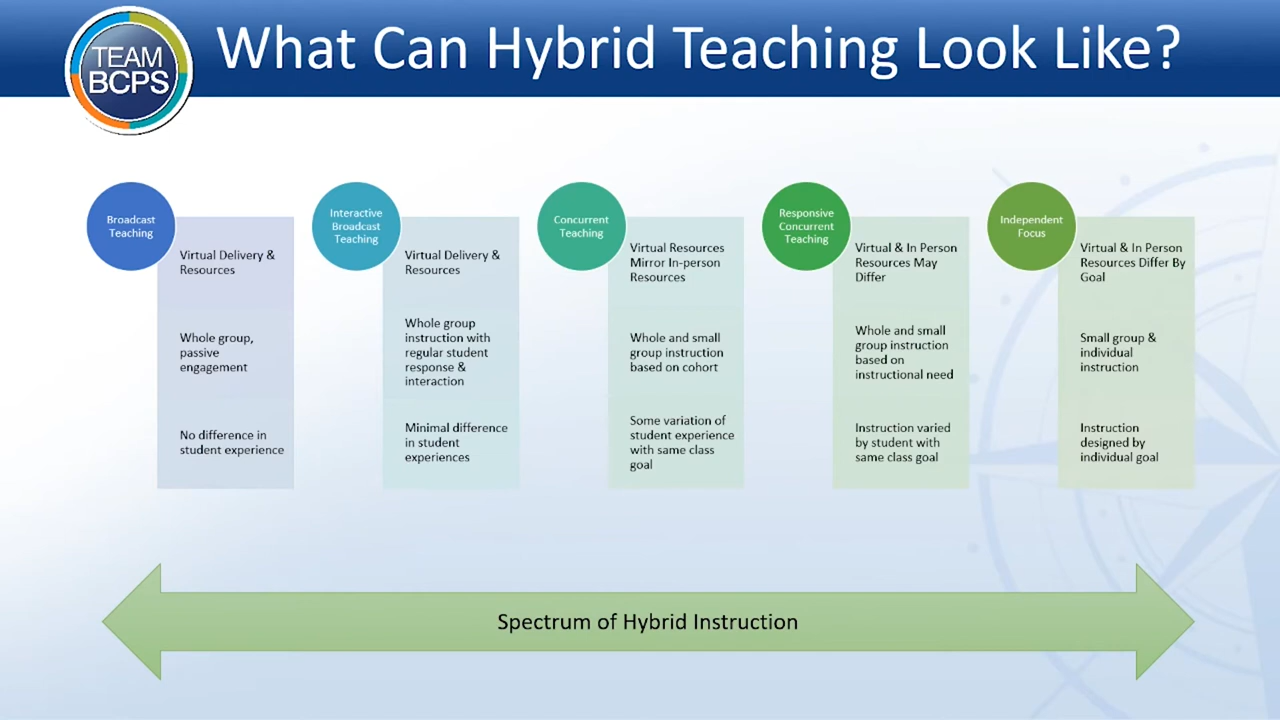 TEAM
BCPS
What Can Hybrid Teaching Look Like?
Broadcast
Teaching
Virtual Delivery &
Resources
Whole group,
passive
engagement
No difference in
student experience
Interactive
Broadcast
Teaching
Virtual Delivery &
Resources
Whole group
instruction with
regular student
response &
interaction
Minimal difference
in student
experiences
Concurrent
Teaching
Virtual Resources
Mirror In-person
Resources
Whole and small
group instruction
based on cohort
Some variation of
student experience
with same class
goal
Responsive
Concurrent
Teaching
Virtual & In Person
Resources May
Differ
Whole and small
group instruction
based on
instructional need
Instruction varied
by student with
same class goal
Independent
Focus
Virtual & In Person
Resources Differ By
Goal
Small group &
individual
instruction
Instruction
designed by
individual goal
Spectrum of Hybrid Instruction